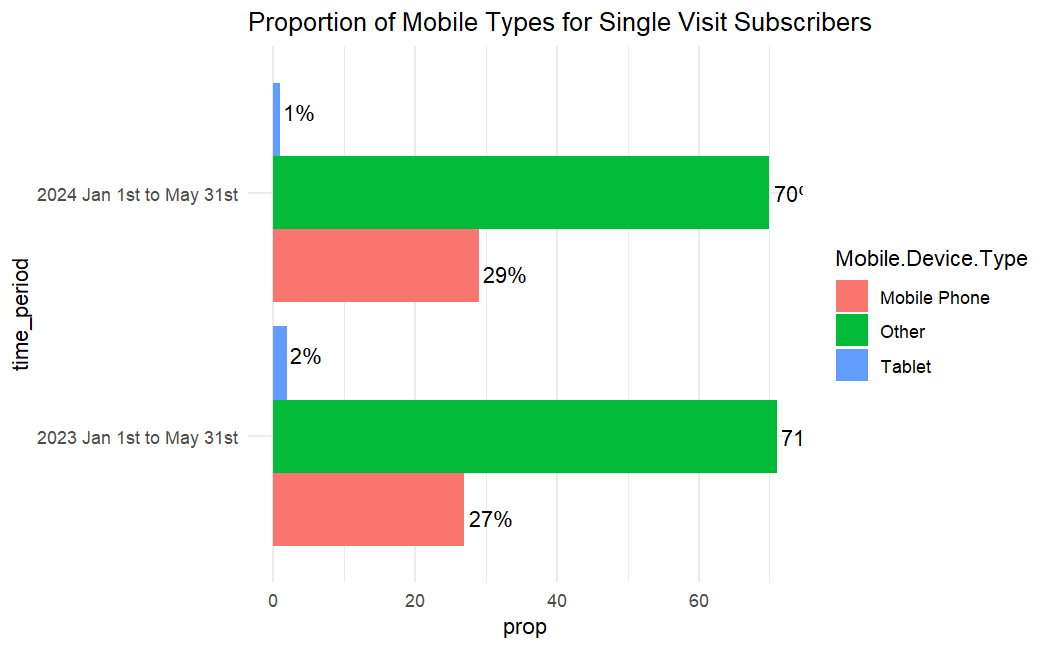 Proportion of Mobile Types for Single Visit Subscribers
1%
2024 Jan 1st to May 31st
70
29%
time_period
2%
2023 Jan 1st to May 31st
71
27%
0 20 40 60
prop
Mobile.Device.Type
Mobile Phone
Other
Tablet